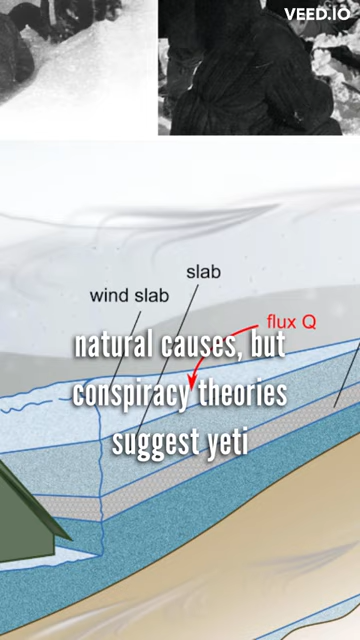 VEED.IO
slab
wind slab
flux Q
natural causes, but
conspiracy theories
suggest yeti